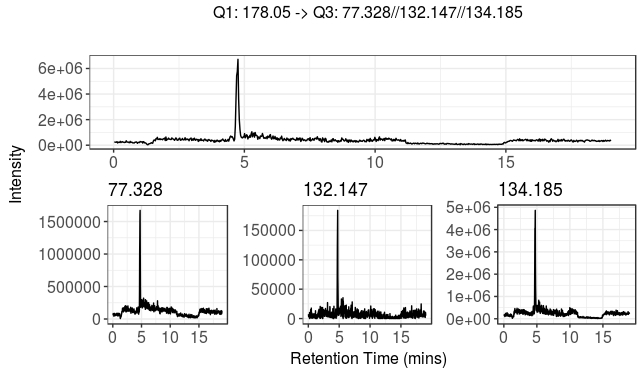 Q1: 178.05 -> Q3: 77.328//132.147//134.185
Intensity
6e+06
4e+06
2e+06
0e+00
0 5 10 15
77.328 132.147 134.185
1500000
1000000
500000
0
0 5 10 15
150000
100000
50000
0
0 5 10 15
5e+06
4e+06
3e+06
2e+06
1e+06
0e+00
0 5 10 15
Retention Time (mins)